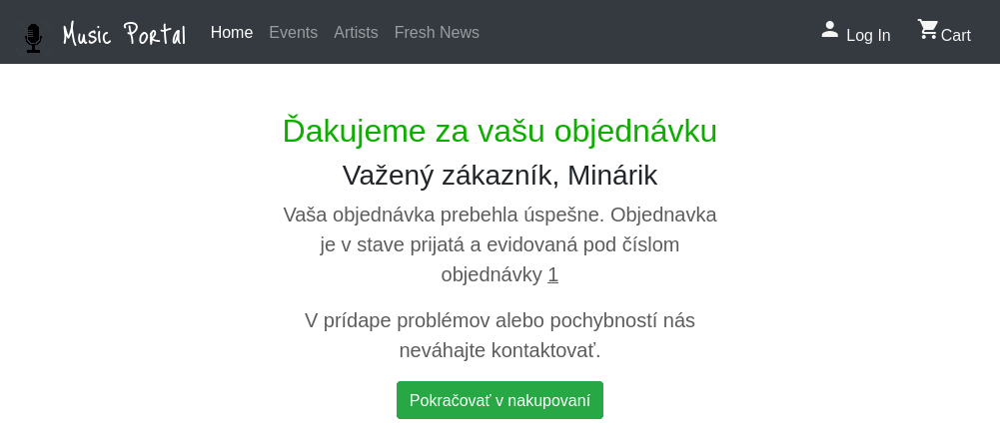 Music Portal Home Events Artists Fresh News Log In Cart
Ďakujeme za vašu objednávku
Važený zákazník, Minárik
Vaša objednávka prebehla úspešne. Objednavka
je v stave prijatá a evidovaná pod číslom
objednávky 1
V prídape problémov alebo pochybností nás
neváhajte kontaktovať.
Pokračovať v nakupovaní